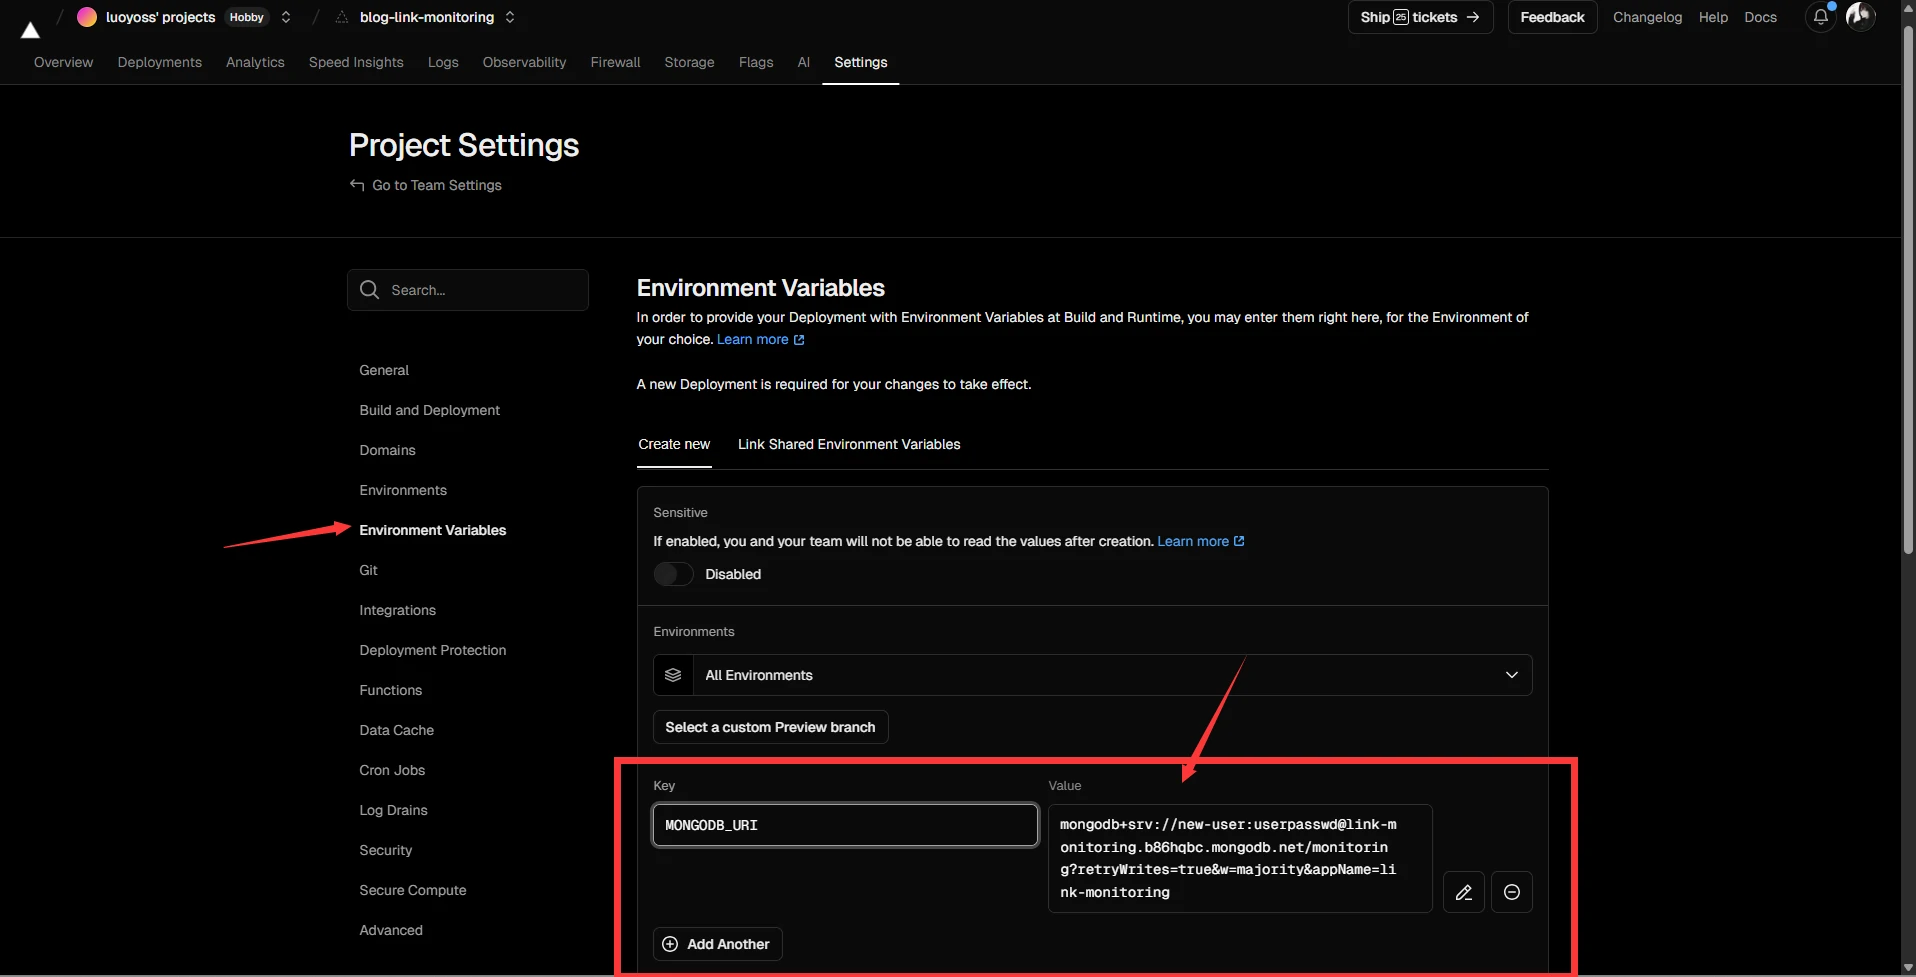 luoyoss' projects Hobby blog-link-monitoring Ship 25 tickets → Feedback Changelog Help Docs
Overview Deployments Analytics Speed Insights Logs Observability Firewall Storage Flags AI Settings
Project Settings
Go to Team Settings
Search...
General
Build and Deployment
Domains
Environments
Environment Variables
Git
Integrations
Deployment Protection
Functions
Data Cache
Cron Jobs
Log Drains
Security
Secure Compute
Advanced
Environment Variables
In order to provide your Deployment with Environment Variables at Build and Runtime, you may enter them right here, for the Environment of
your choice. Learn more
A new Deployment is required for your changes to take effect.
Create new Link Shared Environment Variables
Sensitive
If enabled, you and your team will not be able to read the values after creation. Learn more
Disabled
Environments
All Environments
Select a custom Preview branch
Key
MONGODB_URI
Value
mongodb+srv://new-user:userpasswd@link-m
onitoring.b86hqbc.mongodb.net/monitorin
g?retryWrites=true&w=majority&appName=li
nk-monitoring
Add Another